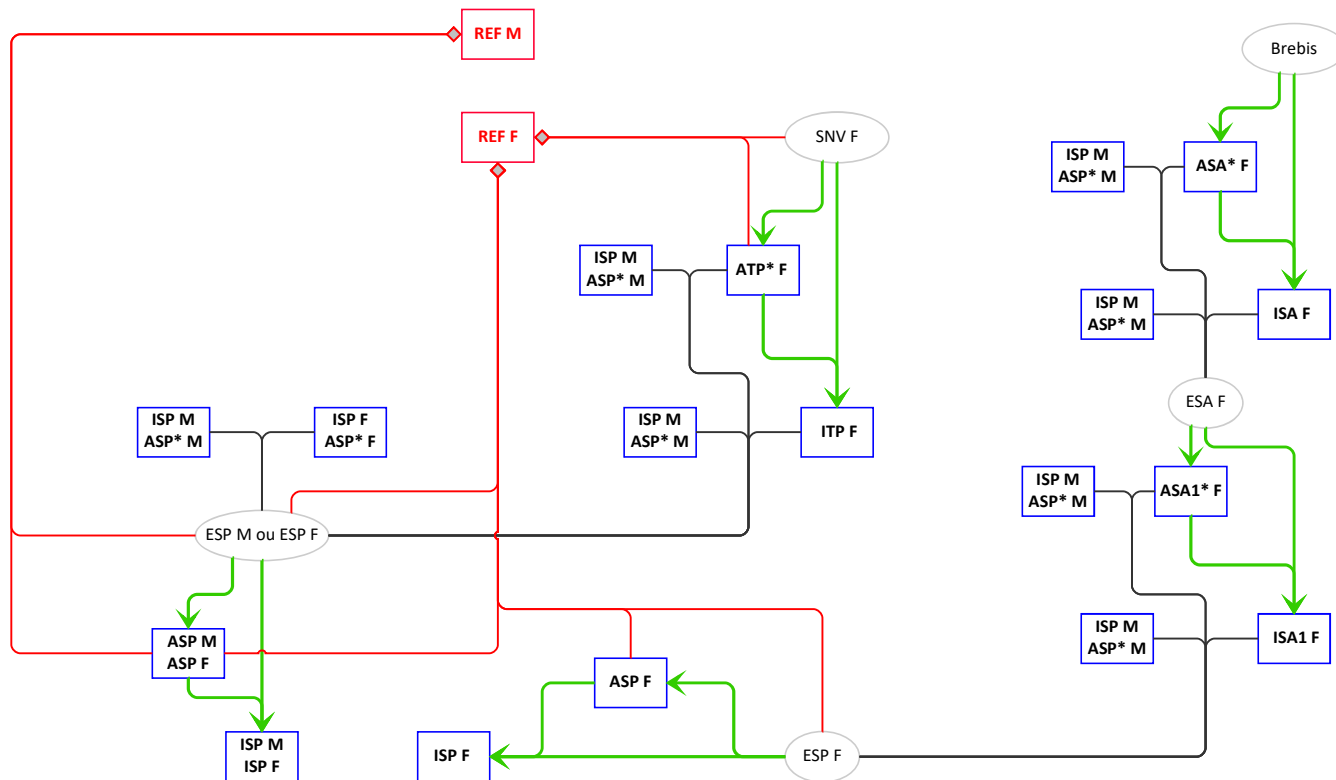 REF M
Brebis
REF F
SNV F
ISP M
ASP* M
ASA* F
ISP M
ASP* M
ATP* F
ISP M
ASP* M
ISA F
ESA F
ISP M
ASP* M
ISP F
ASP* F
ISP M
ASP* M
ITP F
ISP M
ASP* M
ASA1* F
ESP M ou ESP F
ISP M
ASP* M
ISA1 F
ASP M
ASP F
ASP F
ISP M
ISP F
ISP F
ESP F